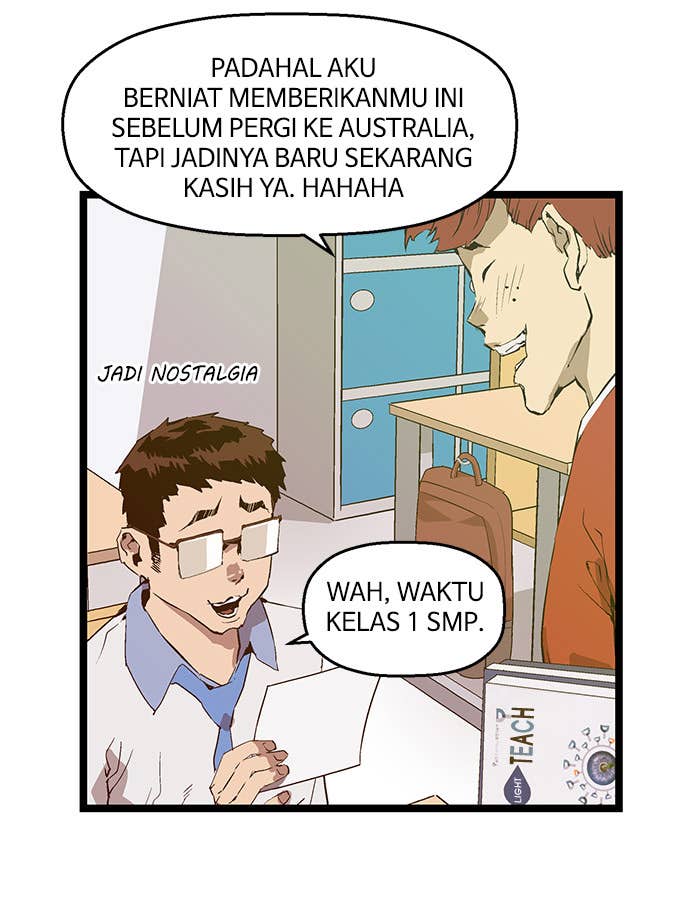 PADAHAL AKU
BERNIAT MEMBERIKANMU INI
SEBELUM PERGI KE AUSTRALIA,
TAPI JADINYA BARU SEKARANG
KASIH YA. HAHAHA
JADI NOSTALGIA
WAH, WAKTU
KELAS 1 SMP.
TEACH
LIGHT